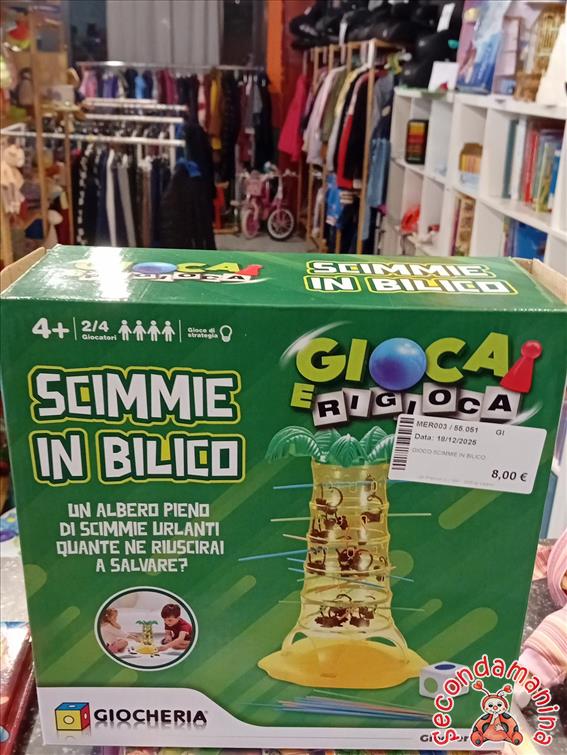 SCIMMIE
IN BILICO
GIOCA
4+
2/4
Giocatori
Gioco di
strategia
GIOCA
E RIGIOCA
SCIMMIE
IN BILICO
MER003 / 55.051 GI
Data: 18/12/2025
GIOCO SCIMMIE IN BILICO
8,00 €
UN ALBERO PIENO
DI SCIMMIE URLANTI
QUANTE NE RIUSCIRAI
A SALVARE?
GIOCHERIA®
secondamanina